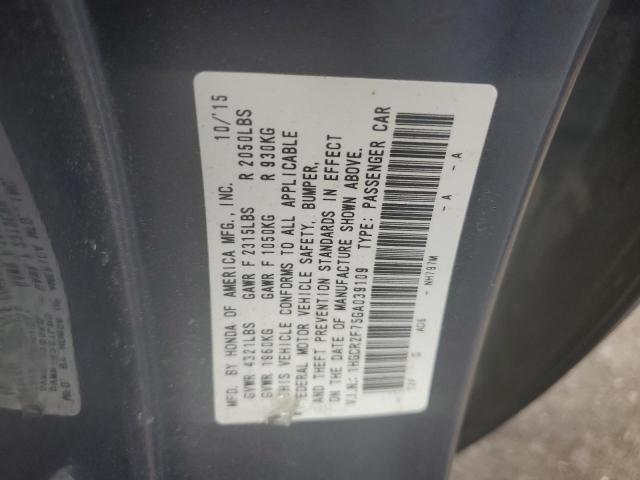 MFD. BY HONDA OF AMERICA MFG., INC. 10/'15
GVWR 4321LBS GAWR F 2315LBS R 2050LBS
GVWR 1960KG GAWR F 1050KG R 930KG
THIS VEHICLE CONFORMS TO ALL APPLICABLE
FEDERAL MOTOR VEHICLE SAFETY, BUMPER,
AND THEFT PREVENTION STANDARDS IN EFFECT
ON THE DATE OF MANUFACTURE SHOWN ABOVE.
V.I.N.: 1HGCR2F75GA039109 TYPE: PASSENGER CAR
G AO6 - NH797M - A - A